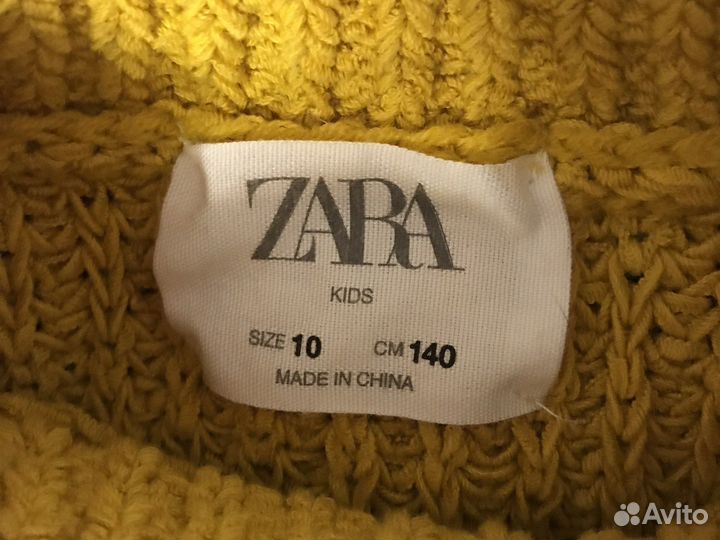 ZARA
KIDS
SIZE 10 CM 140
MADE IN CHINA
Avito